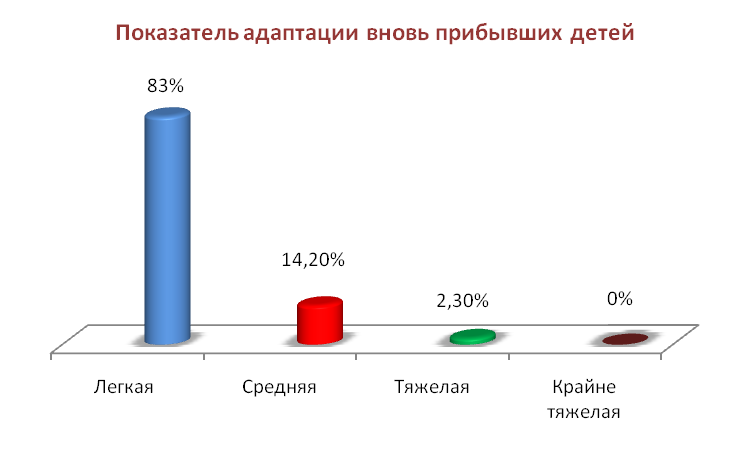 Показатель адаптации вновь прибывших детей
83%
14,20%
2,30%
0%
Легкая
Средняя
Тяжелая
Крайне
тяжелая